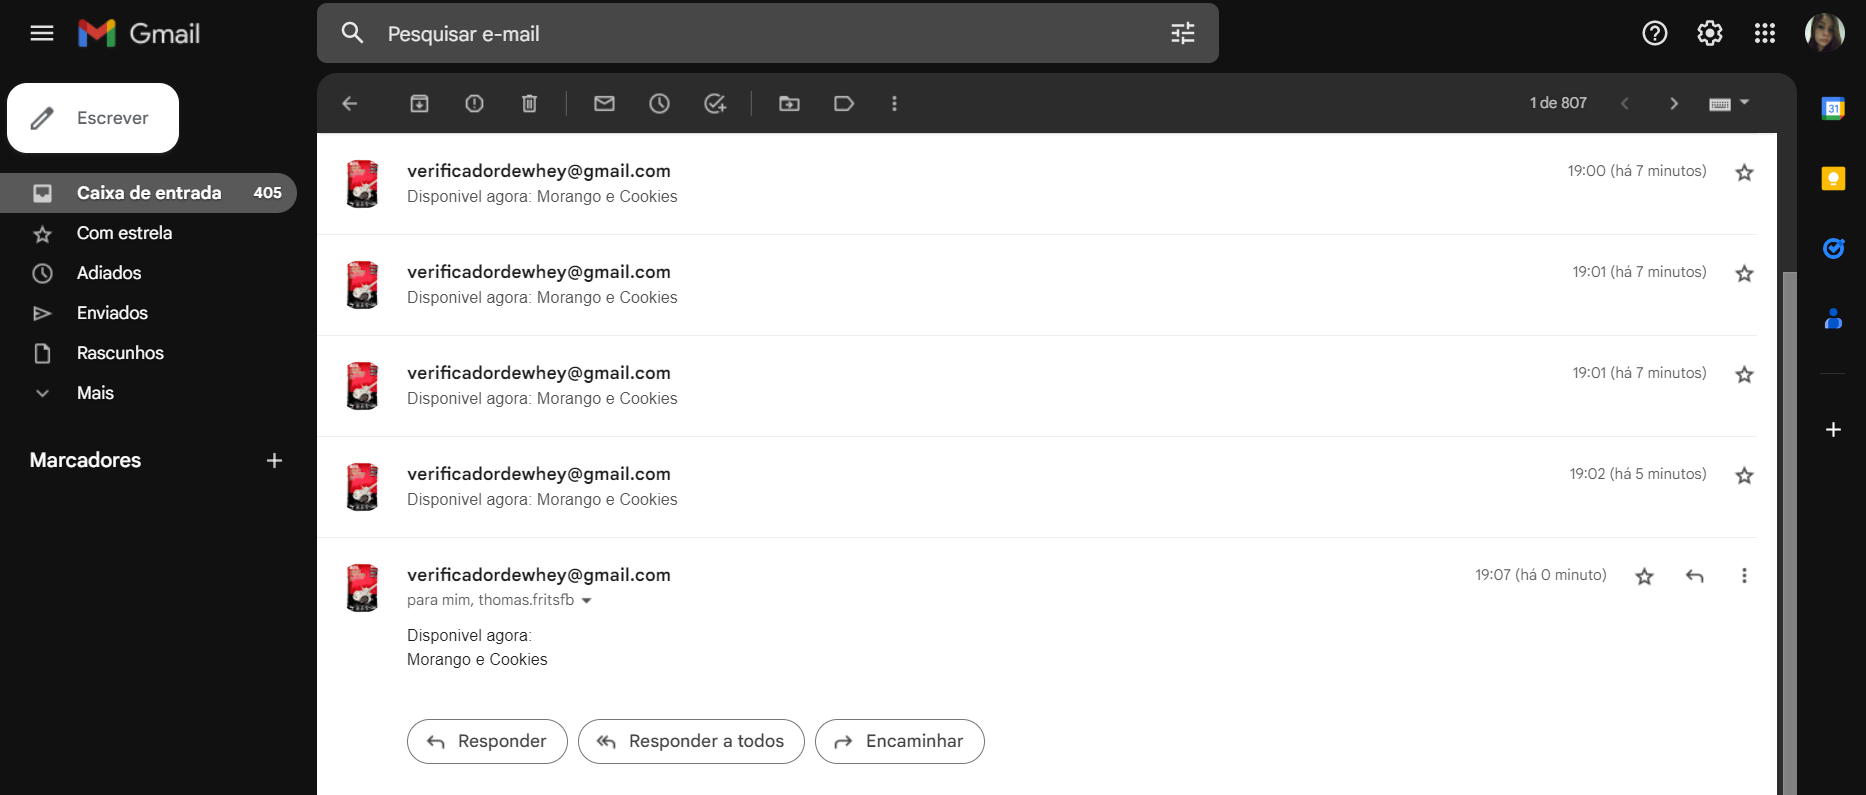 Gmail
Pesquisar e-mail
Escrever
1 de 807
Caixa de entrada 405
Com estrela
Adiados
Enviados
Rascunhos
Mais
Marcadores
verificadordewhey@gmail.com 19:00 (há 7 minutos)
Disponivel agora: Morango e Cookies
verificadordewhey@gmail.com 19:01 (há 7 minutos)
Disponivel agora: Morango e Cookies
verificadordewhey@gmail.com 19:01 (há 7 minutos)
Disponivel agora: Morango e Cookies
verificadordewhey@gmail.com 19:02 (há 5 minutos)
Disponivel agora: Morango e Cookies
verificadordewhey@gmail.com 19:07 (há 0 minuto)
para mim, thomas.fritsfb
Disponivel agora:
Morango e Cookies
Responder
Responder a todos
Encaminhar
31